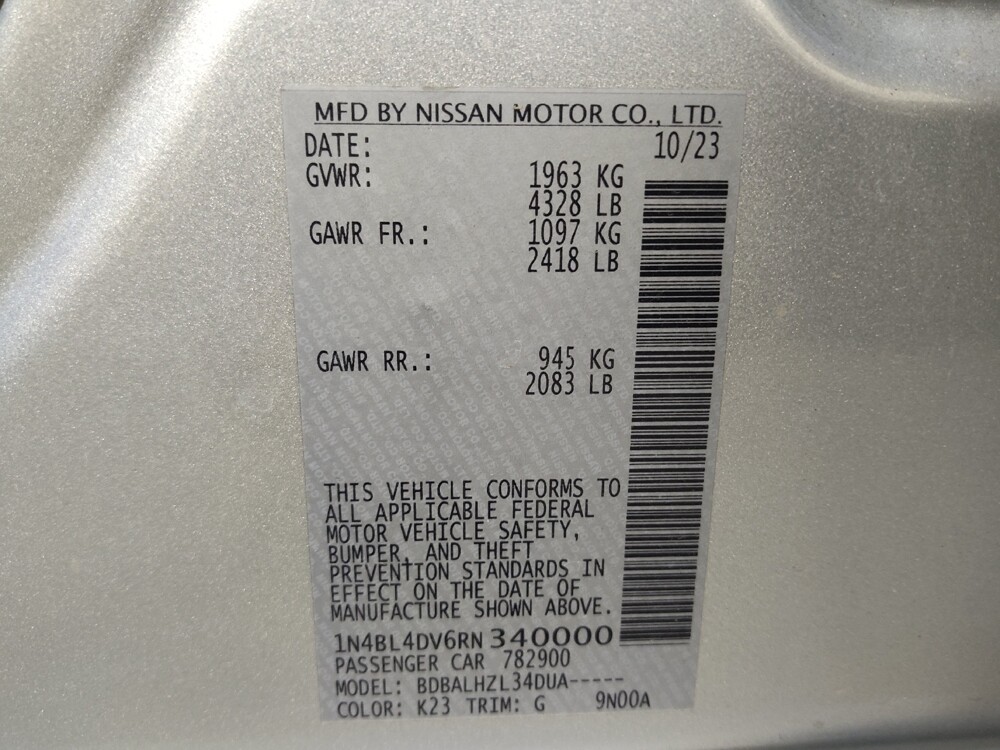 MFD BY NISSAN MOTOR CO., LTD.
DATE: 10/23
GVWR: 1963 KG
4328 LB
GAWR FR.: 1097 KG
2418 LB
GAWR RR.: 945 KG
2083 LB
THIS VEHICLE CONFORMS TO
ALL APPLICABLE FEDERAL
MOTOR VEHICLE SAFETY,
BUMPER, AND THEFT
PREVENTION STANDARDS IN
EFFECT ON THE DATE OF
MANUFACTURE SHOWN ABOVE.
1N4BL4DV6RN 340000
PASSENGER CAR 782900
MODEL: BDBALHZL34DUA-----
COLOR: K23 TRIM: G 9N00A